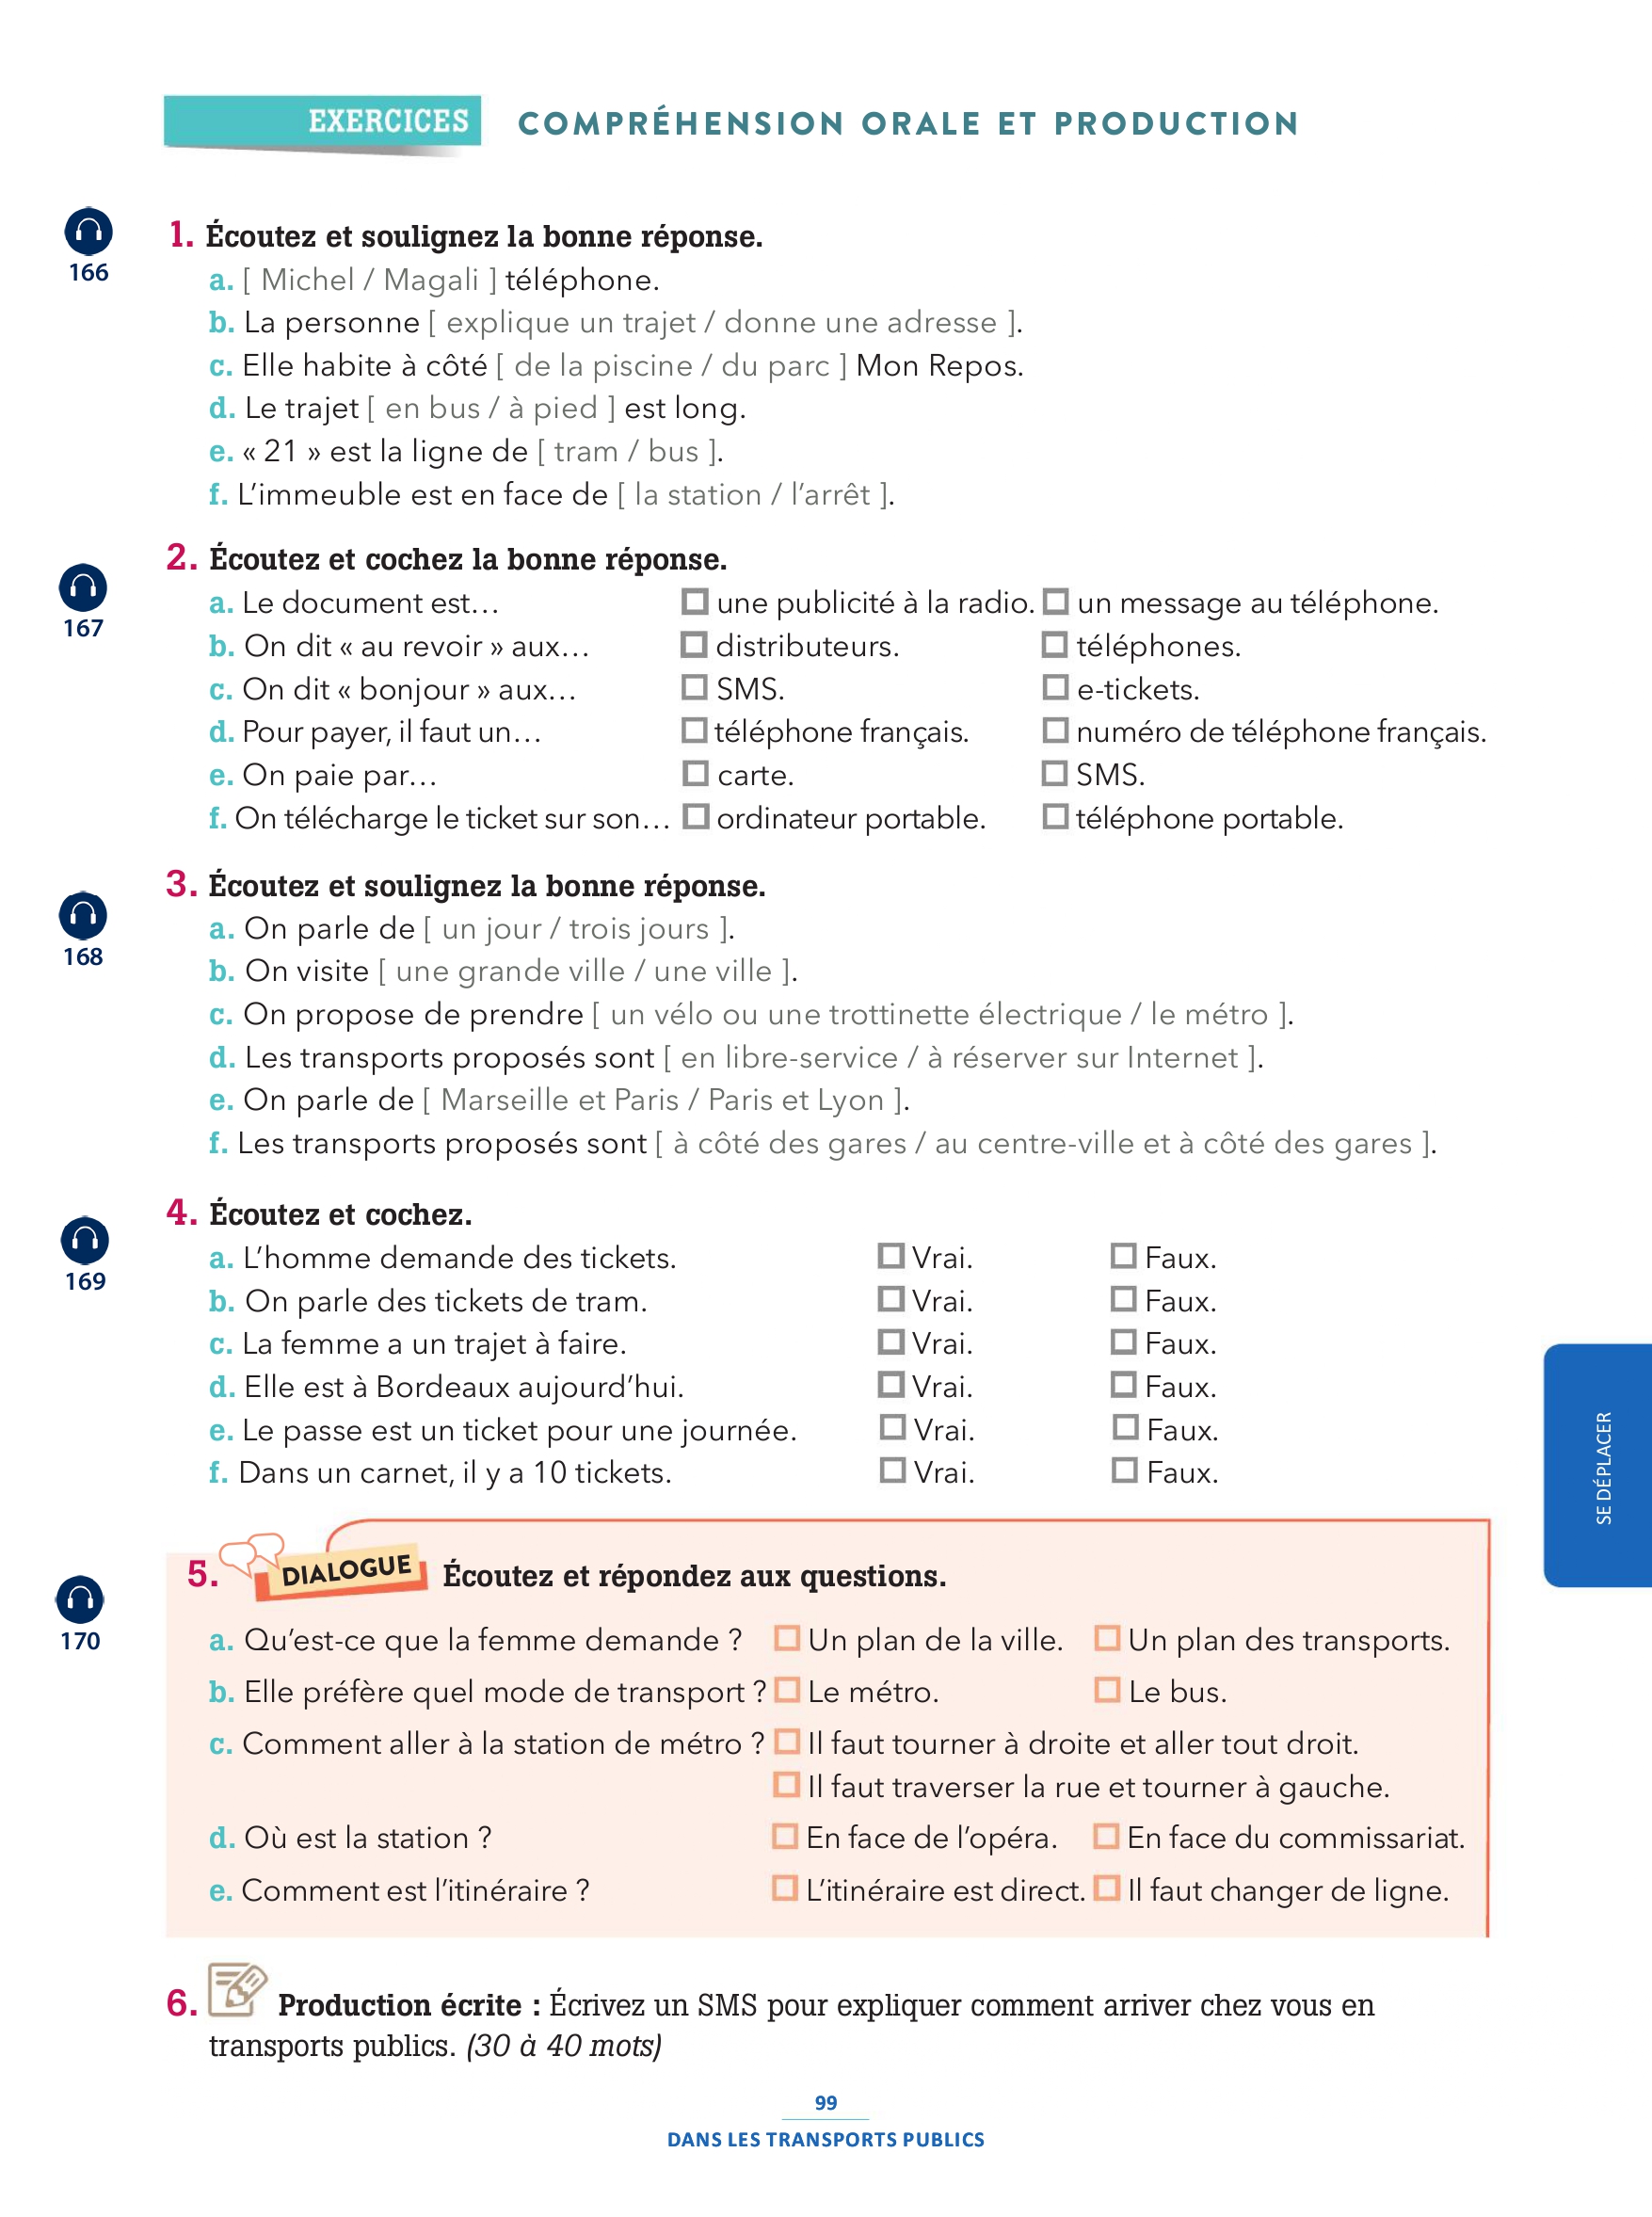 EXERCICES COMPRÉHENSION ORALE ET PRODUCTION
166
1. Écoutez et soulignez la bonne réponse.
a. [ Michel / Magali ] téléphone.
b. La personne [ explique un trajet / donne une adresse ].
c. Elle habite à côté [ de la piscine / du parc ] Mon Repos.
d. Le trajet [ en bus / à pied ] est long.
e. « 21 » est la ligne de [ tram / bus ].
f. L’immeuble est en face de [ la station / l’arrêt ].
167
2. Écoutez et cochez la bonne réponse.
a. Le document est… ☐ une publicité à la radio. ☐ un message au téléphone.
b. On dit « au revoir » aux… ☐ distributeurs. ☐ téléphones.
c. On dit « bonjour » aux… ☐ SMS. ☐ e-tickets.
d. Pour payer, il faut un… ☐ téléphone français. ☐ numéro de téléphone français.
e. On paie par… ☐ carte. ☐ SMS.
f. On télécharge le ticket sur son… ☐ ordinateur portable. ☐ téléphone portable.
168
3. Écoutez et soulignez la bonne réponse.
a. On parle de [ un jour / trois jours ].
b. On visite [ une grande ville / une ville ].
c. On propose de prendre [ un vélo ou une trottinette électrique / le métro ].
d. Les transports proposés sont [ en libre-service / à réserver sur Internet ].
e. On parle de [ Marseille et Paris / Paris et Lyon ].
f. Les transports proposés sont [ à côté des gares / au centre-ville et à côté des gares ].
169
4. Écoutez et cochez.
a. L’homme demande des tickets. ☐ Vrai. ☐ Faux.
b. On parle des tickets de tram. ☐ Vrai. ☐ Faux.
c. La femme a un trajet à faire. ☐ Vrai. ☐ Faux.
d. Elle est à Bordeaux aujourd’hui. ☐ Vrai. ☐ Faux.
e. Le passe est un ticket pour une journée. ☐ Vrai. ☐ Faux.
f. Dans un carnet, il y a 10 tickets. ☐ Vrai. ☐ Faux.
SE DÉPLACER
170
5. DIALOGUE Écoutez et répondez aux questions.
a. Qu’est-ce que la femme demande ? ☐ Un plan de la ville. ☐ Un plan des transports.
b. Elle préfère quel mode de transport ? ☐ Le métro. ☐ Le bus.
c. Comment aller à la station de métro ? ☐ Il faut tourner à droite et aller tout droit.
☐ Il faut traverser la rue et tourner à gauche.
d. Où est la station ? ☐ En face de l’opéra. ☐ En face du commissariat.
e. Comment est l’itinéraire ? ☐ L’itinéraire est direct. ☐ Il faut changer de ligne.
6. Production écrite : Écrivez un SMS pour expliquer comment arriver chez vous en
transports publics. (30 à 40 mots)
99
DANS LES TRANSPORTS PUBLICS